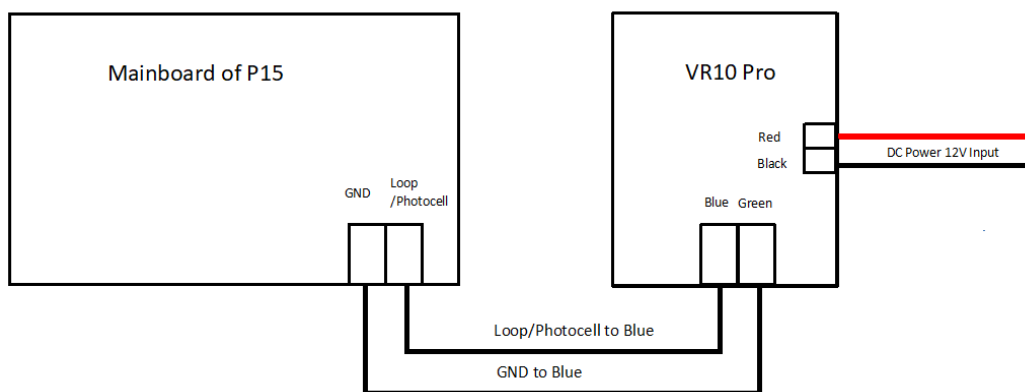 Mainboard of P15
VR10 Pro
Red
DC Power 12V Input
Black
GND
Loop
/Photocell
Blue
Green
Loop/Photocell to Blue
GND to Blue